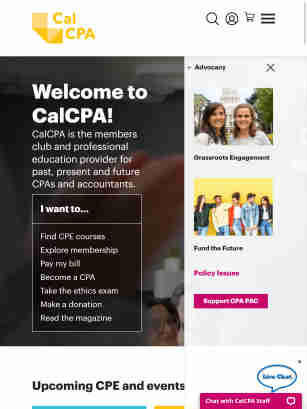 Cal
CPA
Advocacy
Welcome to
CalCPA!
CalCPA is the members
club and professional
education provider for
past, present and future
CPAs and accountants.
I want to...
Find CPE courses
Explore membership
Pay my bill
Become a CPA
Take the ethics exam
Make a donation
Read the magazine
Grassroots Engagement
Fund the Future
Policy Issues
Support CPA PAC
Upcoming CPE and events
Live Chat
Chat with CalCPA Staff